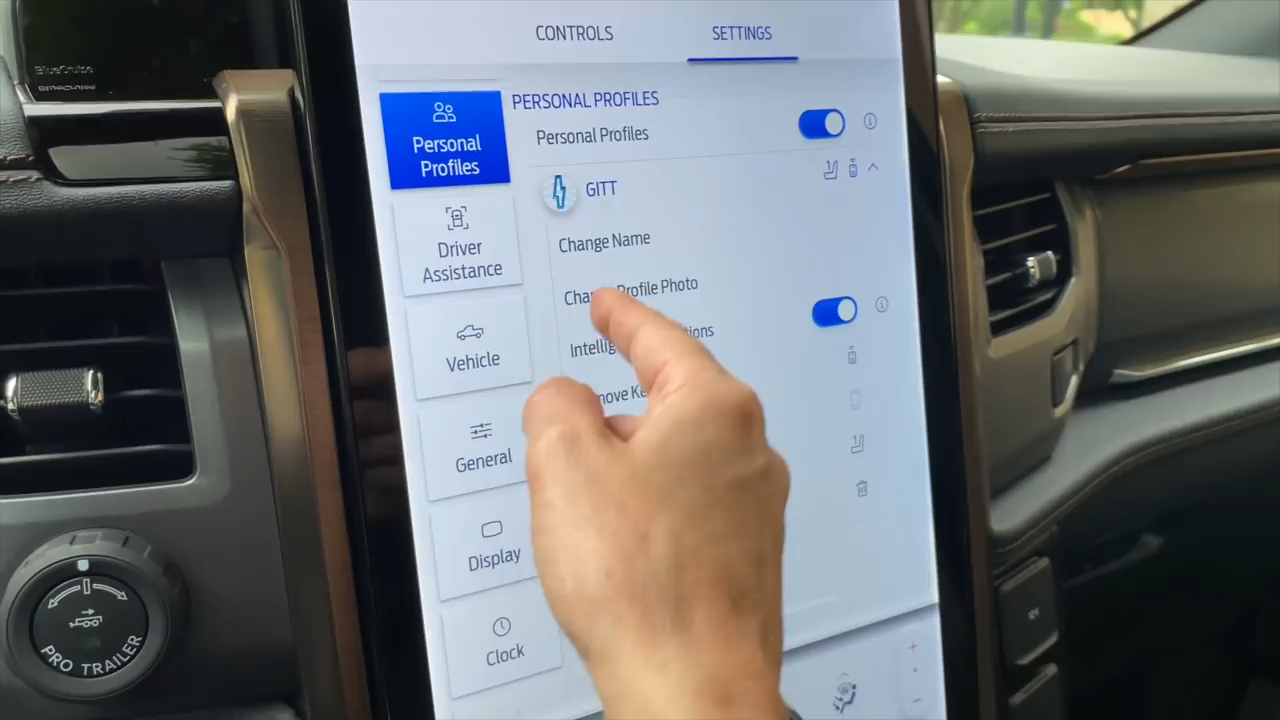 BlueCruise
CONTROLS
SETTINGS
Personal
Profiles
PERSONAL PROFILES
Personal Profiles
GITT
Driver
Assistance
Change Name
Profile Photo
Vehicle
General
Display
Clock
PRO TRAILER